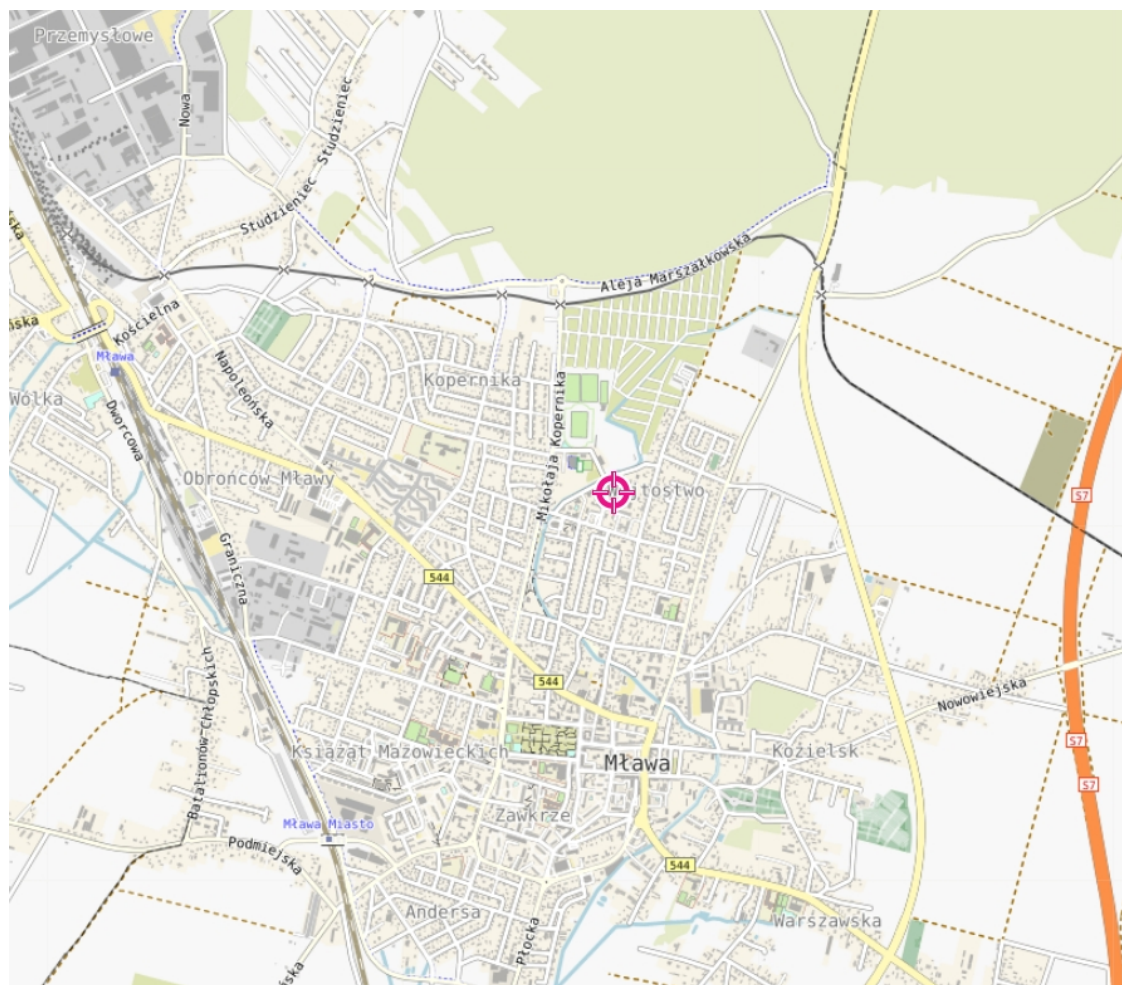 Przemysłowe
Nowa
Studzieniec
Studzieniec
Aleja Marszałkowska
Kościelna
Mława
Napoleońska
Kopernika
Mikołaja Kopernika
Wólka
Dworcowa
Obrońców Mławy
S7
Graniczna
544
Batalionów Chłopskich
544
Nowowiejska
Książąt Mazowieckich
Mława
Koziełsk
S7
S7
Zawkrze
Mława Miasto
Podmiejska
544
Andersa
Płocka
Warszawska